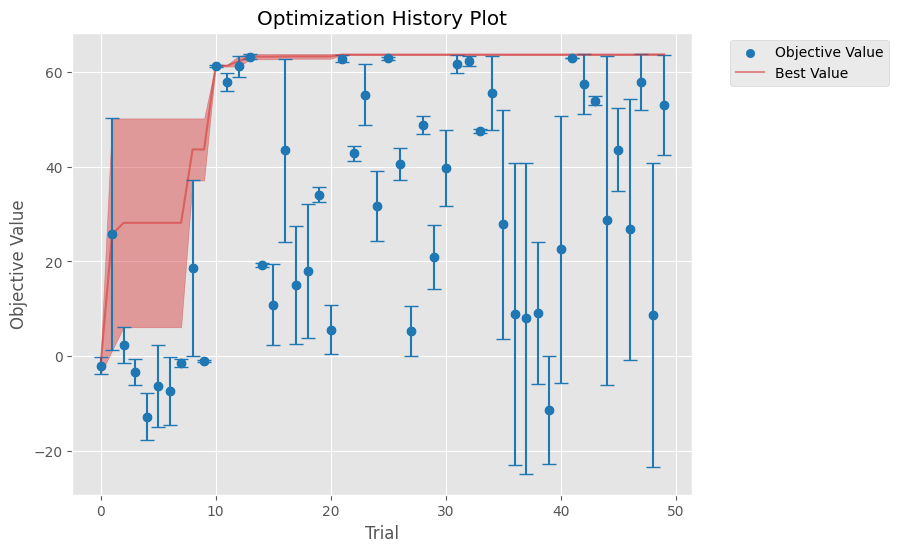 Optimization History Plot
Objective Value
Best Value
Objective Value
60
40
20
0
−20
0 10 20 30 40 50
Trial